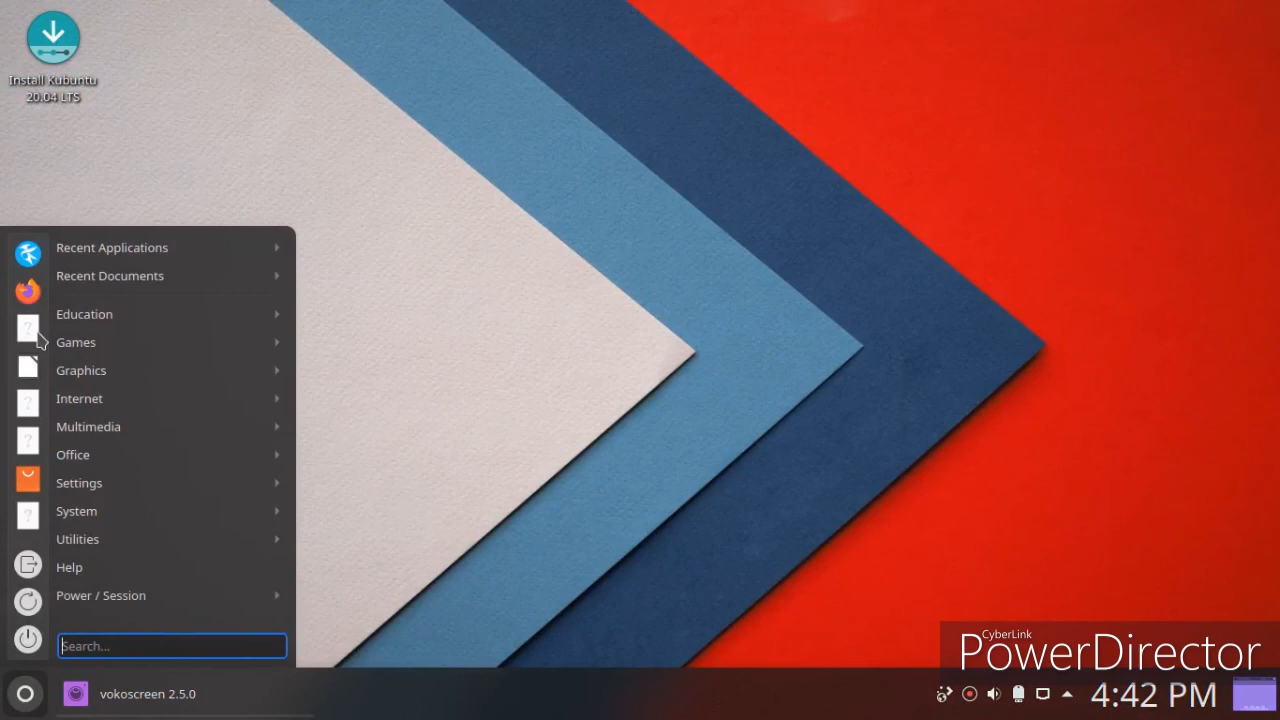 Install Kubuntu
20.04 LTS
Recent Applications
Recent Documents
Education
Games
Graphics
Internet
Multimedia
Office
Settings
System
Utilities
Help
Power / Session
Search...
vokoscreen 2.5.0
CyberLink
PowerDirector
4:42 PM